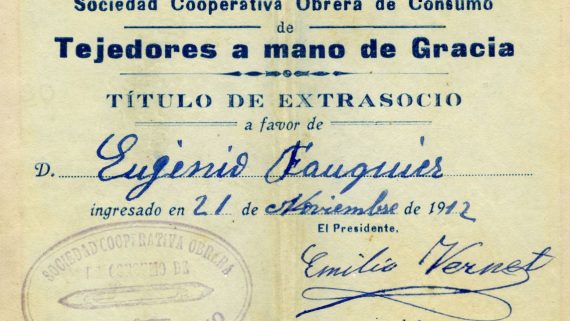 Sociedad Cooperativa Obrera de Consumo
de
Tejedores a mano de Gracia
TÍTULO DE EXTRASOCIO
a favor de
D. Eugenio Fauquier
ingresado en 21 de Noviembre de 1912
El Presidente,
Emilio Vernet
SOCIEDAD COOPERATIVA OBRERA
DE CONSUMO DE